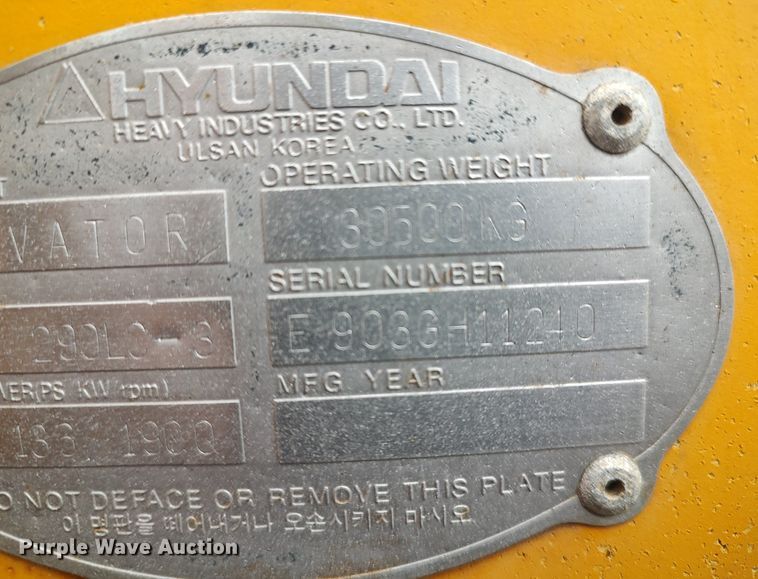 HYUNDAI
HEAVY INDUSTRIES CO., LTD.
ULSAN KOREA
T
OPERATING WEIGHT
VATOR
30500 KG
SERIAL NUMBER
290LC-3
E 903GH11210
WER(PS KW rpm)
MFG YEAR
1900
DO NOT DEFACE OR REMOVE THIS PLATE
이 명판을 떼어내거나 오손시키지 마시오
Purple Wave Auction